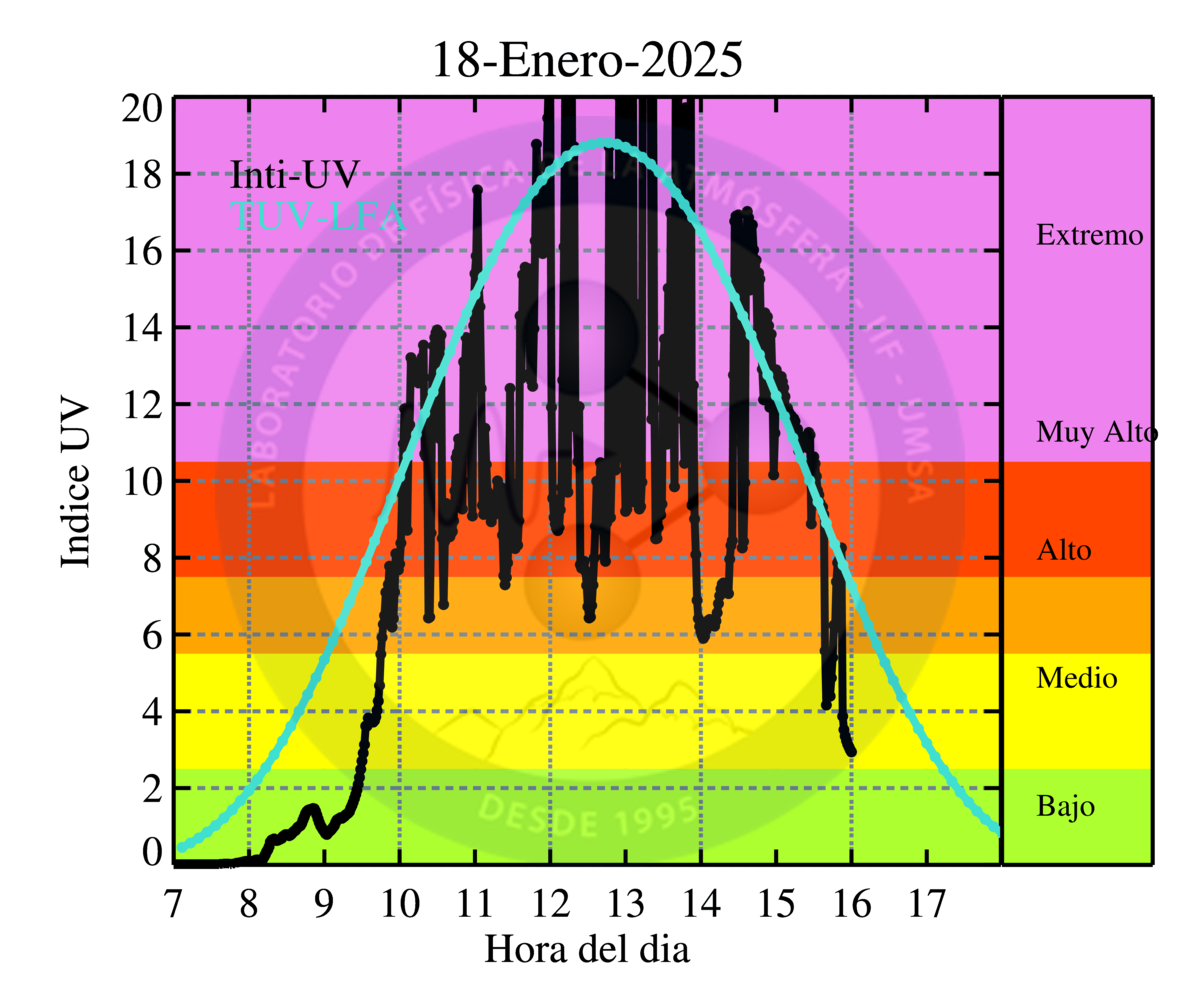 18-Enero-2025
Inti-UV
TUV-LFA
LABORATORIO DE FÍSICA DE LA ATMÓSFERA - IIF - UMSA
DESDE 1995
Indice UV
20
18
16
14
12
10
8
6
4
2
0
Extremo
Muy Alto
Alto
Medio
Bajo
7 8 9 10 11 12 13 14 15 16 17
Hora del dia